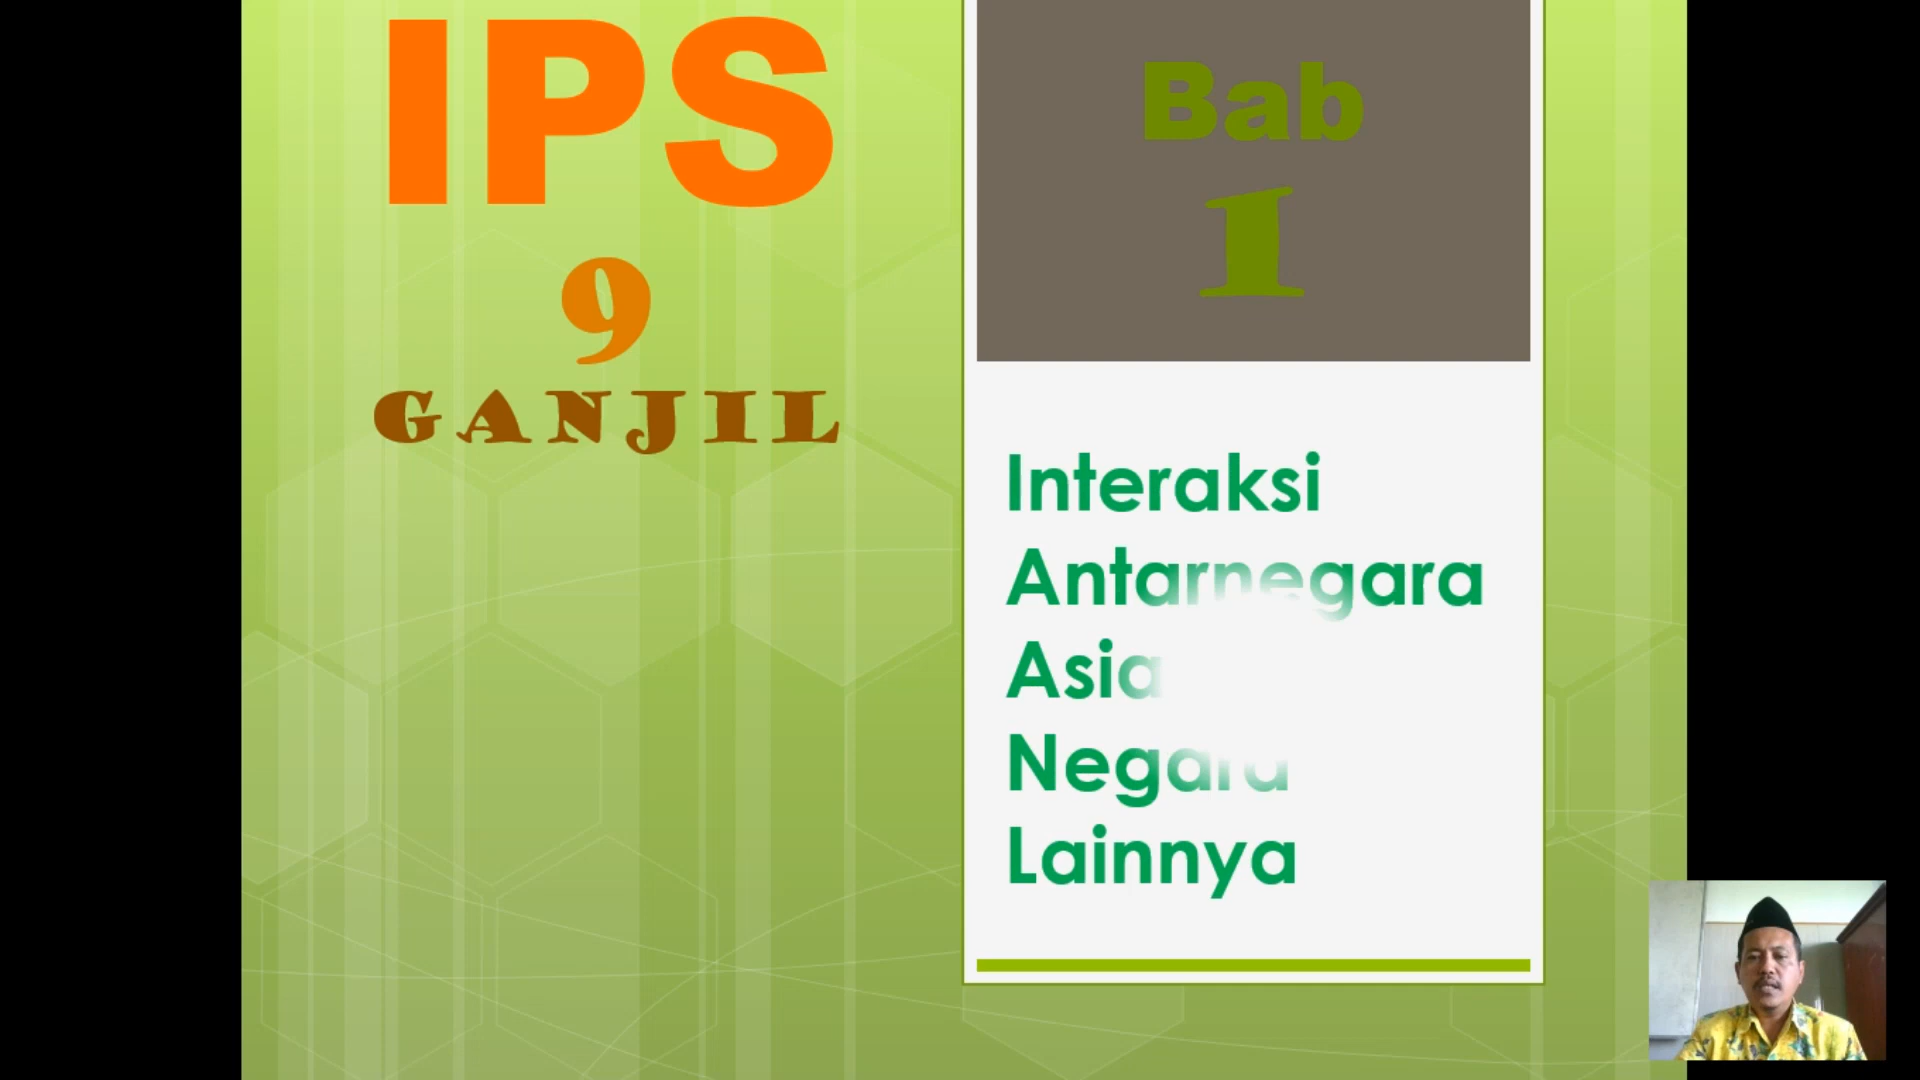 IPS
9
GANJIL
Bab
1
Interaksi
Antarnegara
Asia
Negara
Lainnya